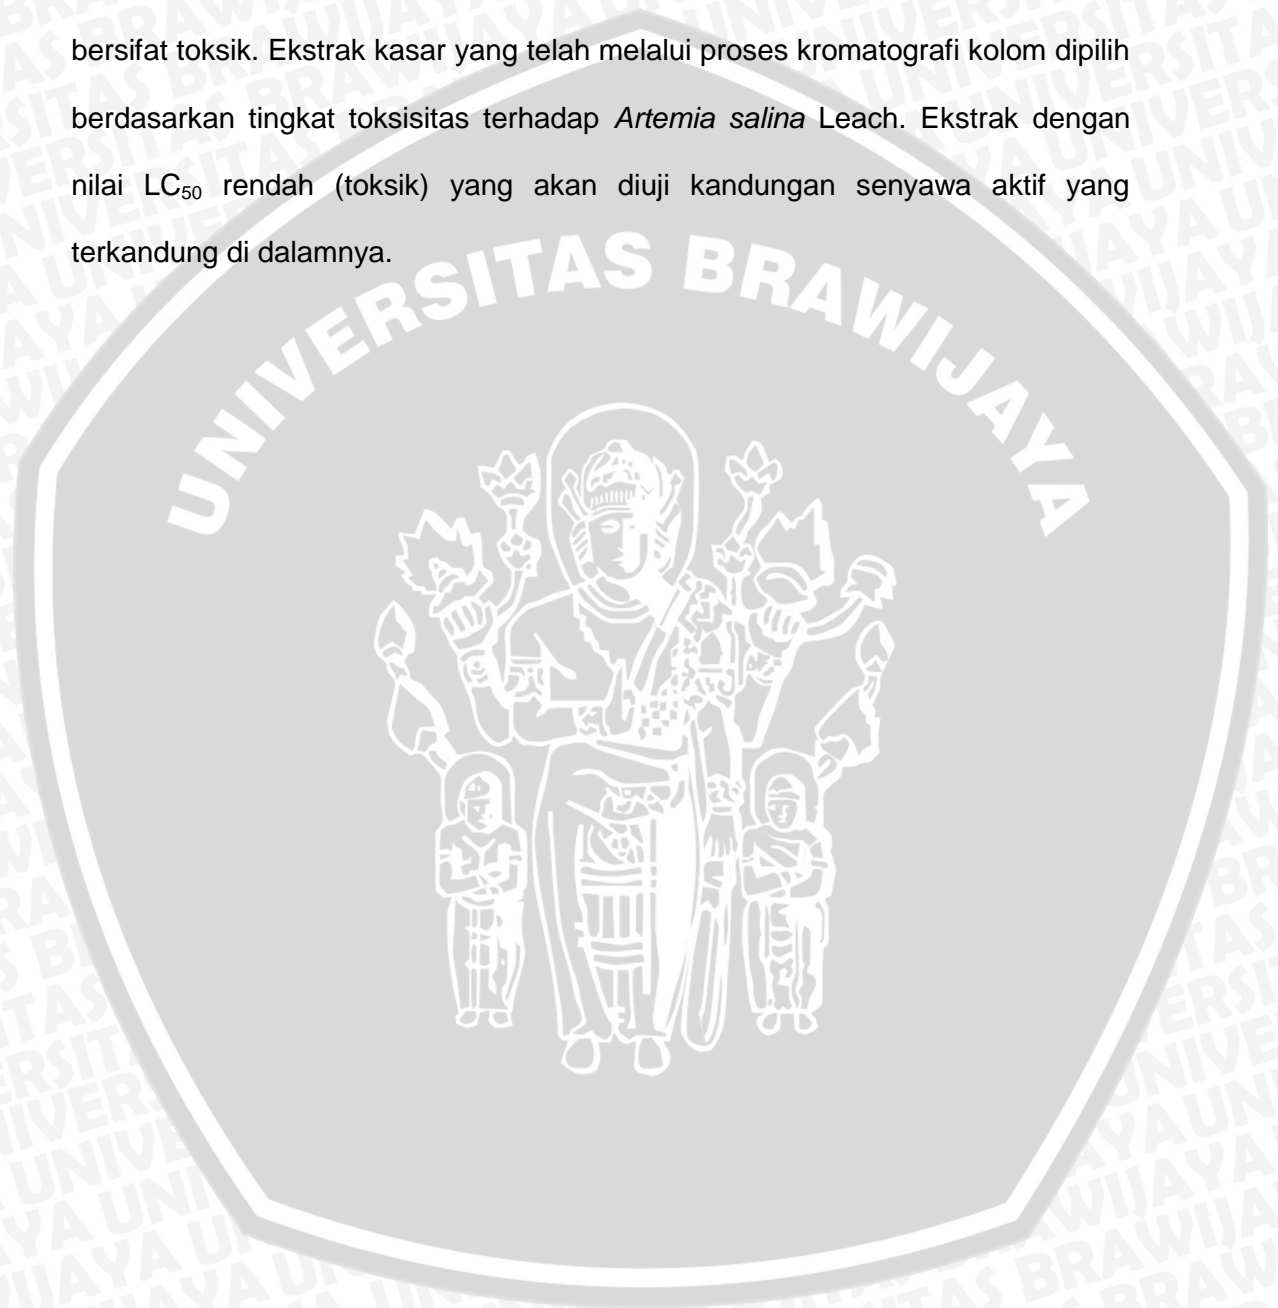 bersifat toksik. Ekstrak kasar yang telah melalui proses kromatografi kolom dipilih
berdasarkan tingkat toksisitas terhadap Artemia salina Leach. Ekstrak dengan
nilai LC₅₀ rendah (toksik) yang akan diuji kandungan senyawa aktif yang
terkandung di dalamnya.
UNIVERSITAS BRAWIJAYA